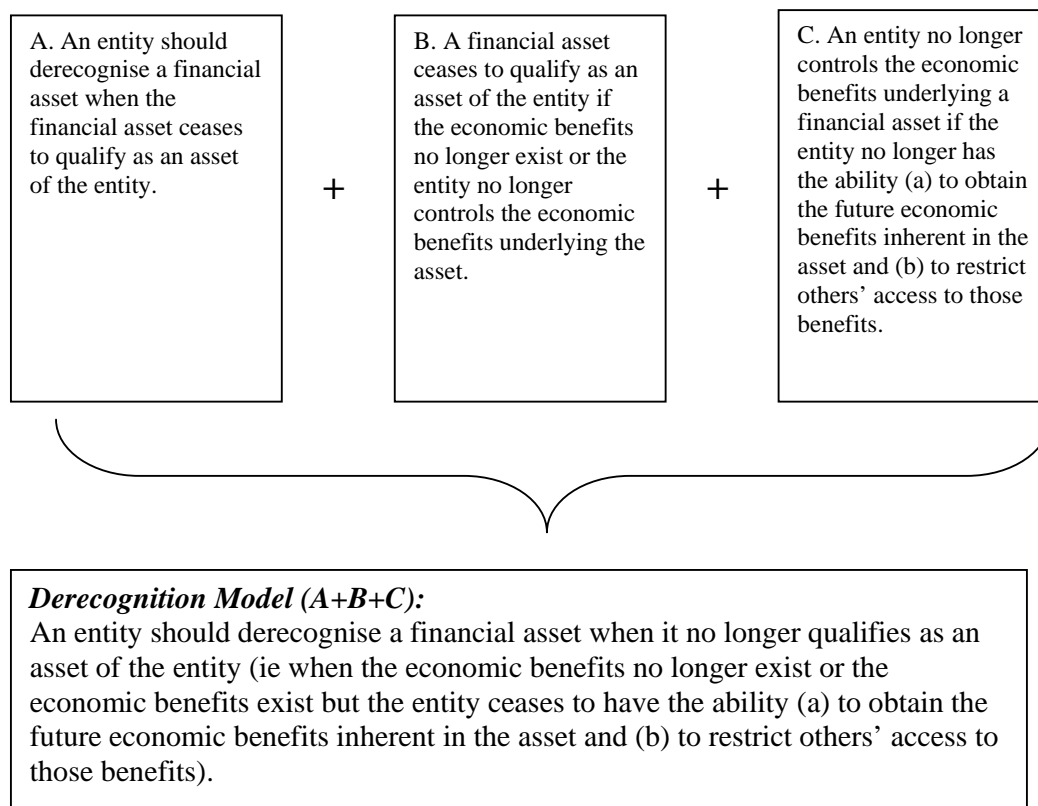 A. An entity should
derecognise a financial
asset when the
financial asset ceases
to qualify as an asset
of the entity.
+
B. A financial asset
ceases to qualify as an
asset of the entity if
the economic benefits
no longer exist or the
entity no longer
controls the economic
benefits underlying the
asset.
+
C. An entity no longer
controls the economic
benefits underlying a
financial asset if the
entity no longer has
the ability (a) to obtain
the future economic
benefits inherent in the
asset and (b) to restrict
others’ access to those
benefits.
Derecognition Model (A+B+C):
An entity should derecognise a financial asset when it no longer qualifies as an
asset of the entity (ie when the economic benefits no longer exist or the
economic benefits exist but the entity ceases to have the ability (a) to obtain the
future economic benefits inherent in the asset and (b) to restrict others’ access to
those benefits).